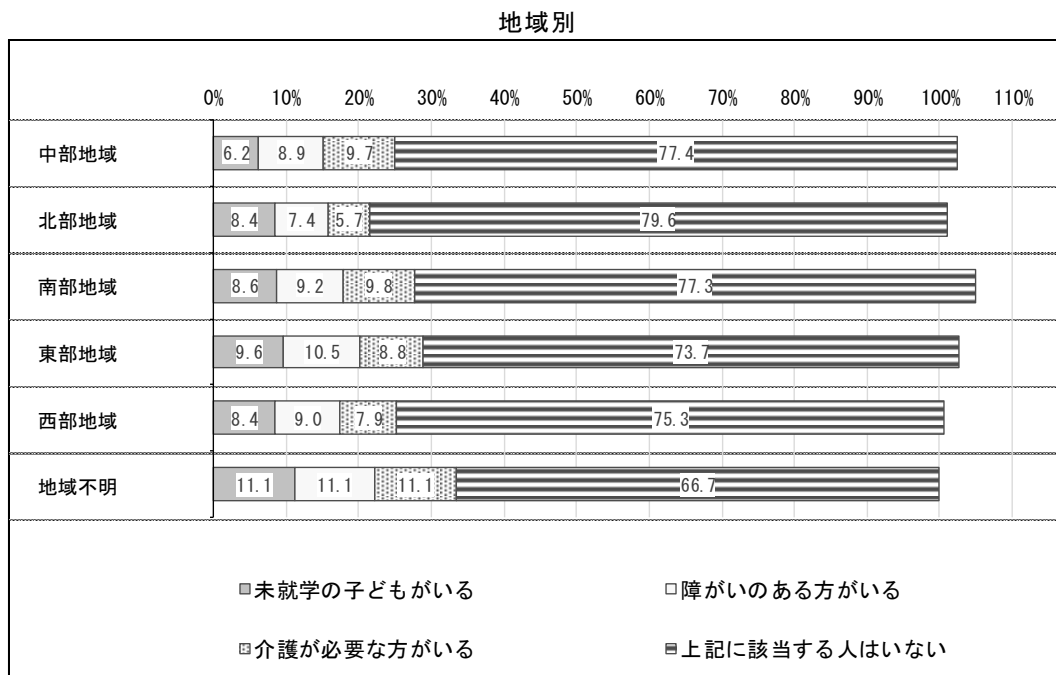 地域別
0% 10% 20% 30% 40% 50% 60% 70% 80% 90% 100% 110%
中部地域 6.2 8.9 9.7 77.4
北部地域 8.4 7.4 5.7 79.6
南部地域 8.6 9.2 9.8 77.3
東部地域 9.6 10.5 8.8 73.7
西部地域 8.4 9.0 7.9 75.3
地域不明 11.1 11.1 11.1 66.7
未就学の子どもがいる 障がいのある方がいる
介護が必要な方がいる 上記に該当する人はいない